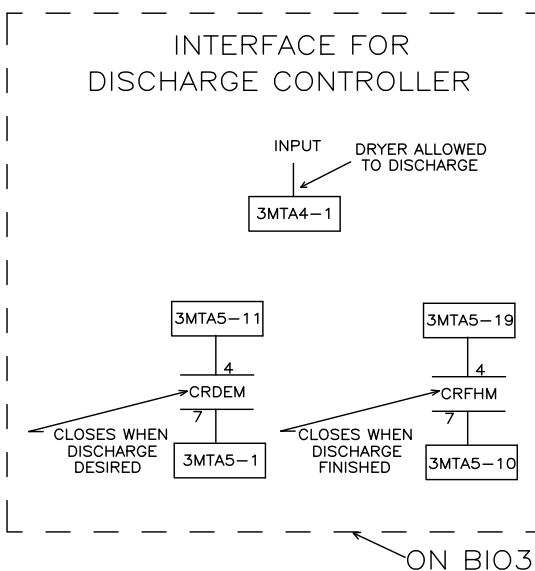 INTERFACE FOR
DISCHARGE CONTROLLER
INPUT
DRYER ALLOWED
TO DISCHARGE
3MTA4-1
3MTA5-11
4
CRDEM
7
CLOSES WHEN
DISCHARGE
DESIRED
3MTA5-1
3MTA5-19
4
CRFHM
7
CLOSES WHEN
DISCHARGE
FINISHED
3MTA5-10
ON BIO3